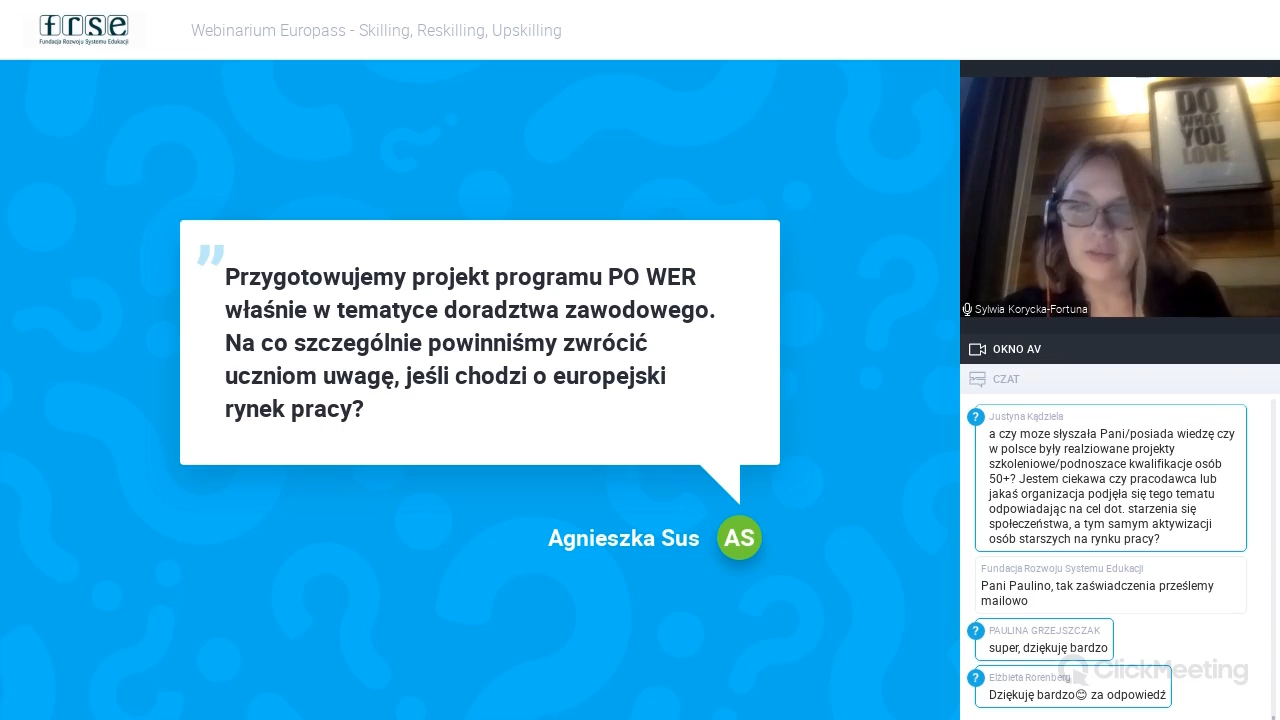 frse
Fundacja Rozwoju Systemu Edukacji
Webinarium Europass - Skilling, Reskilling, Upskilling
”
Przygotowujemy projekt programu PO WER
właśnie w tematyce doradztwa zawodowego.
Na co szczególnie powinniśmy zwrócić
uczniom uwagę, jeśli chodzi o europejski
rynek pracy?
Agnieszka Sus
AS
DO
WHAT
YOU
LOVE
Sylwia Korycka-Fortuna
OKNO AV
CZAT
?
Justyna Kądziela
a czy moze słyszała Pani/posiada wiedzę czy
w polsce były realziowane projekty
szkoleniowe/podnoszace kwalifikacje osób
50+? Jestem ciekawa czy pracodawca lub
jakaś organizacja podjęła się tego tematu
odpowiadając na cel dot. starzenia się
społeczeństwa, a tym samym aktywizacji
osób starszych na rynku pracy?
Fundacja Rozwoju Systemu Edukacji
Pani Paulino, tak zaświadczenia prześlemy
mailowo
?
PAULINA GRZEJSZCZAK
super, dziękuję bardzo
ClickMeeting
?
Elżbieta Rorenberg
Dziękuję bardzo😊 za odpowiedź